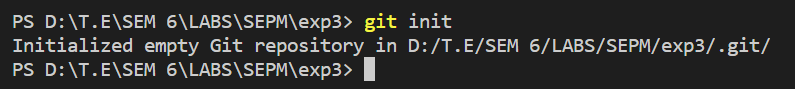 PS D:\T.E\SEM 6\LABS\SEPM\exp3> git init
Initialized empty Git repository in D:/T.E/SEM 6/LABS/SEPM/exp3/.git/
PS D:\T.E\SEM 6\LABS\SEPM\exp3>